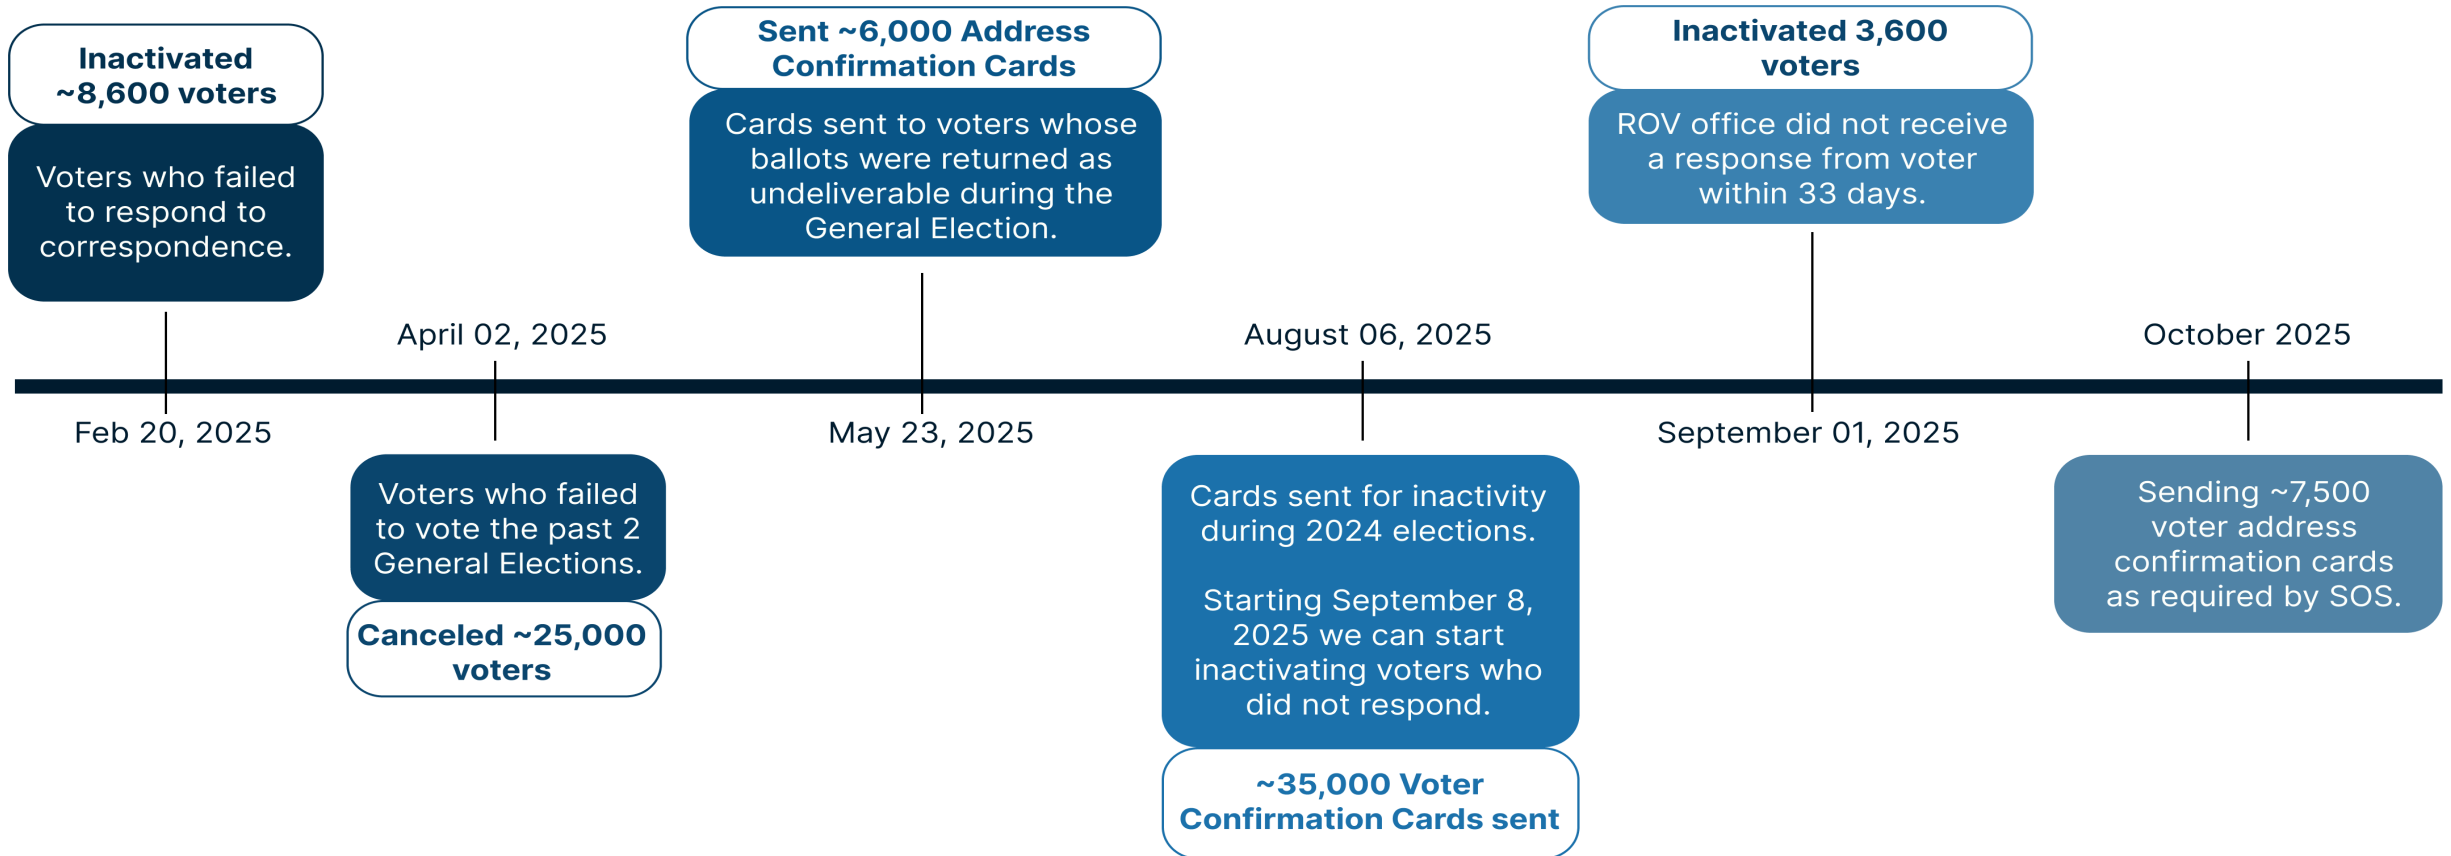 Inactivated
~8,600 voters
Voters who failed
to respond to
correspondence.
Feb 20, 2025
April 02, 2025
Voters who failed
to vote the past 2
General Elections.
Canceled ~25,000
voters
Sent ~6,000 Address
Confirmation Cards
Cards sent to voters whose
ballots were returned as
undeliverable during the
General Election.
May 23, 2025
August 06, 2025
Cards sent for inactivity
during 2024 elections.
Starting September 8,
2025 we can start
inactivating voters who
did not respond.
~35,000 Voter
Confirmation Cards sent
Inactivated 3,600
voters
ROV office did not receive
a response from voter
within 33 days.
September 01, 2025
October 2025
Sending ~7,500
voter address
confirmation cards
as required by SOS.